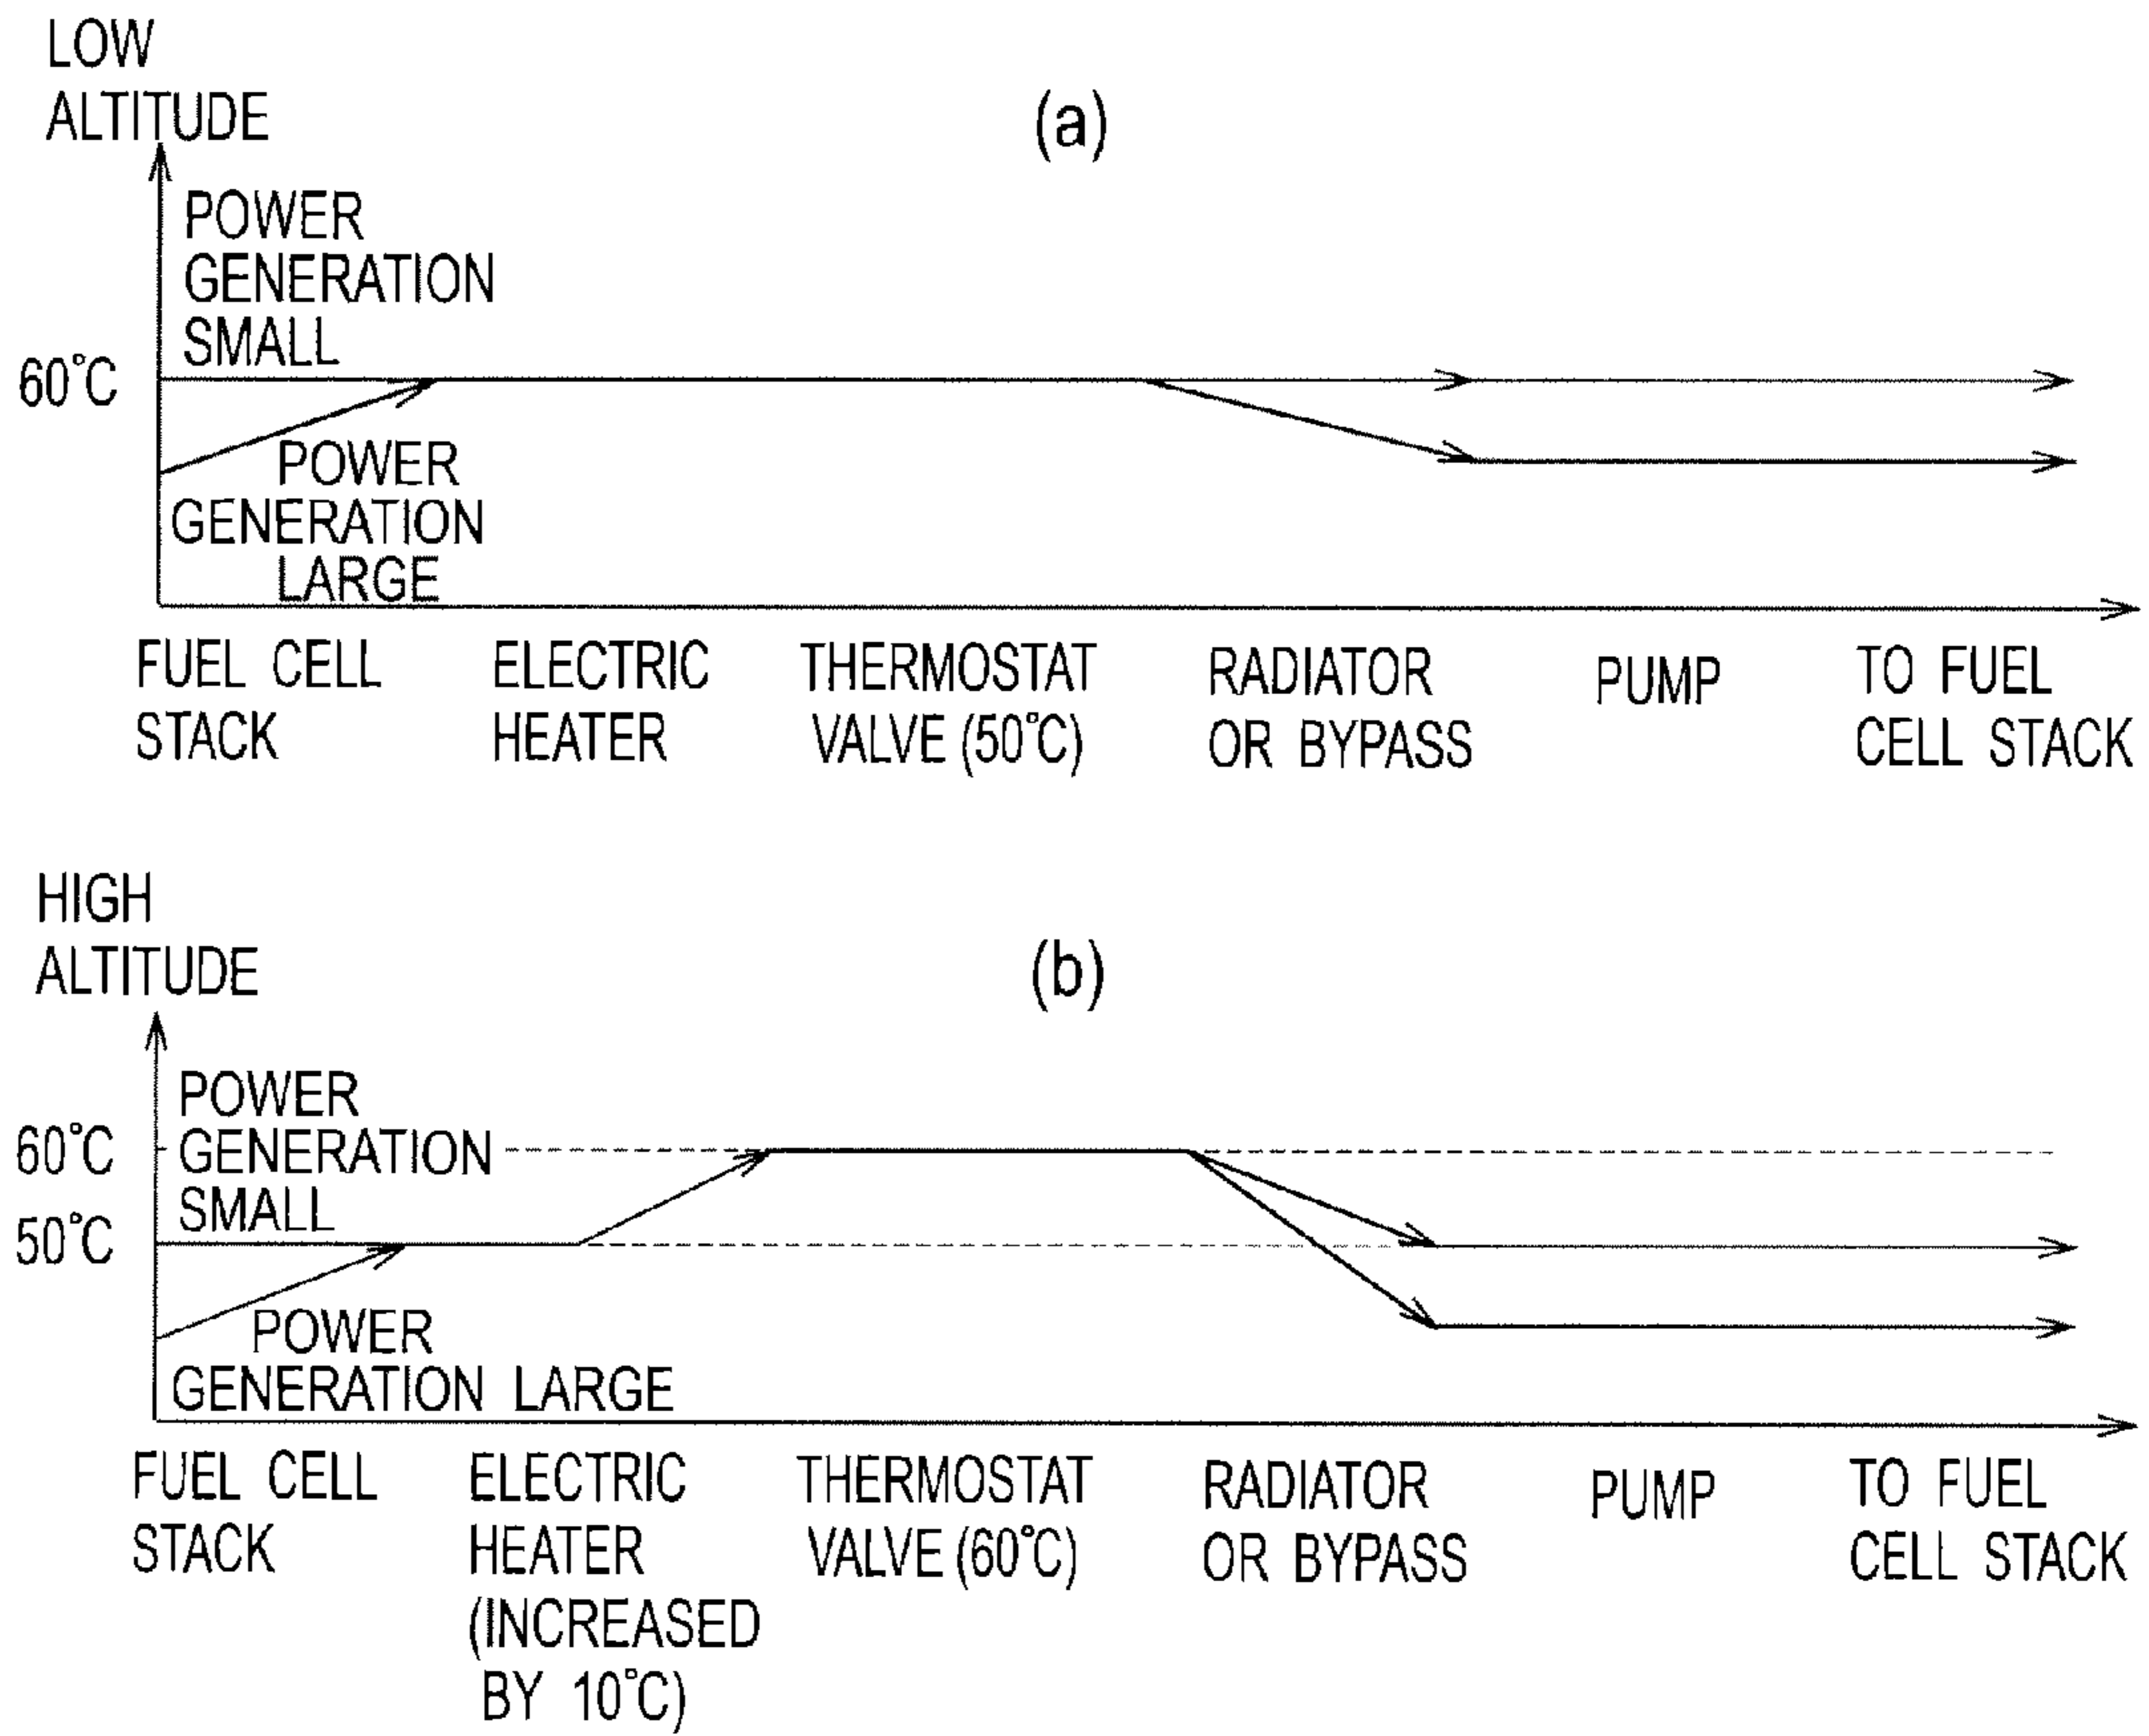 LOW
ALTITUDE
(a)
POWER
GENERATION
SMALL
60°C
POWER
GENERATION
LARGE
FUEL CELL
STACK
ELECTRIC
HEATER
THERMOSTAT
VALVE (50°C)
RADIATOR
OR BYPASS
PUMP
TO FUEL
CELL STACK
HIGH
ALTITUDE
(b)
POWER
GENERATION
SMALL
60°C
50°C
POWER
GENERATION LARGE
FUEL CELL
STACK
ELECTRIC
HEATER
(INCREASED
BY 10°C)
THERMOSTAT
VALVE (60°C)
RADIATOR
OR BYPASS
PUMP
TO FUEL
CELL STACK